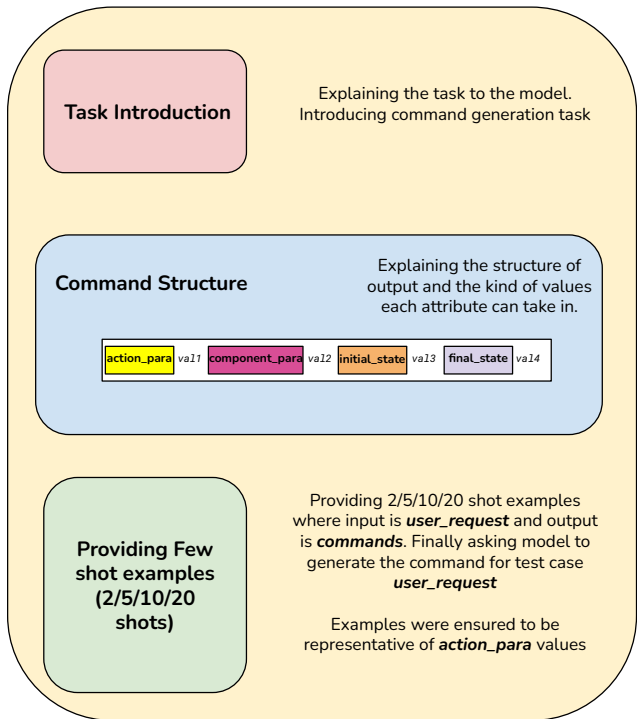 Task Introduction
Explaining the task to the model.
Introducing command generation task
Command Structure
Explaining the structure of
output and the kind of values
each attribute can take in.
action_para val1 component_para val2 initial_state val3 final_state val4
Providing Few
shot examples
(2/5/10/20
shots)
Providing 2/5/10/20 shot examples
where input is user_request and output
is commands. Finally asking model to
generate the command for test case
user_request
Examples were ensured to be
representative of action_para values